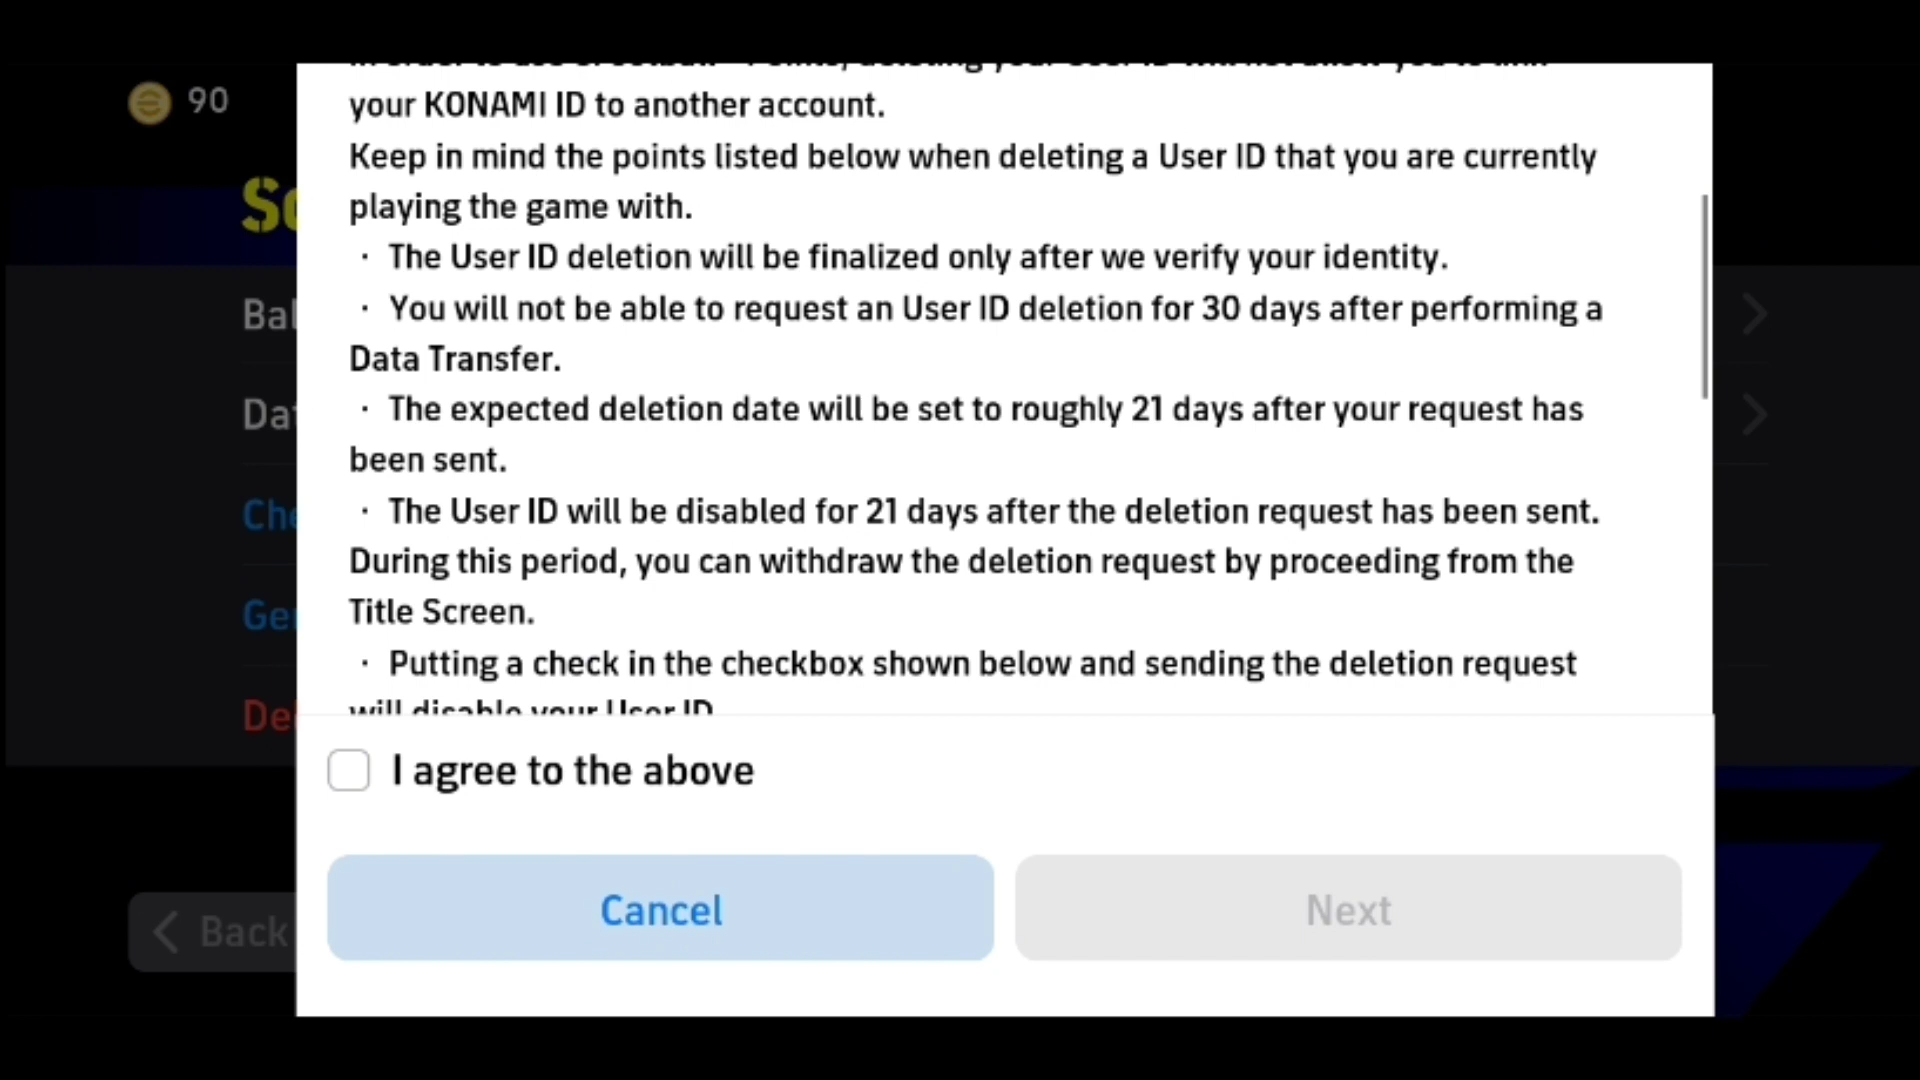 90
your KONAMI ID to another account.
Keep in mind the points listed below when deleting a User ID that you are currently
playing the game with.
· The User ID deletion will be finalized only after we verify your identity.
· You will not be able to request an User ID deletion for 30 days after performing a
Data Transfer.
· The expected deletion date will be set to roughly 21 days after your request has
been sent.
· The User ID will be disabled for 21 days after the deletion request has been sent.
During this period, you can withdraw the deletion request by proceeding from the
Title Screen.
· Putting a check in the checkbox shown below and sending the deletion request
will disable your User ID
I agree to the above
Cancel
Next
Back